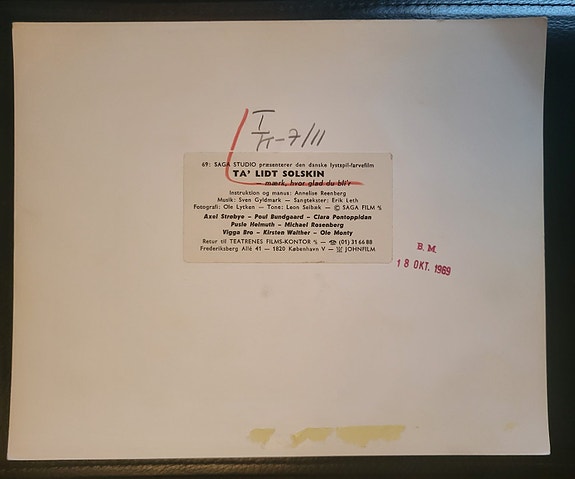 I
II-7/11
69: SAGA STUDIO præsenterer den danske lystspil-farvefilm
TA' LIDT SOLSKIN
— mærk, hvor glad du bli'r
Instruktion og manus: Annelise Reenberg
Musik: Sven Gyldmark — Sangtekster: Erik Leth
Fotografi: Ole Lytken — Tone: Leon Selbæk — © SAGA FILM
Axel Strøbye — Poul Bundgaard — Clara Pontoppidan
Pusle Helmuth — Michael Rosenberg
Vigga Bro — Kirsten Walther — Ole Monty
Retur til TEATRENES FILMS-KONTOR — ☎ (01) 31 66 88
Frederiksberg Allé 41 — 1820 København V — JOHNFILM
B. M.
18 OKT. 1969